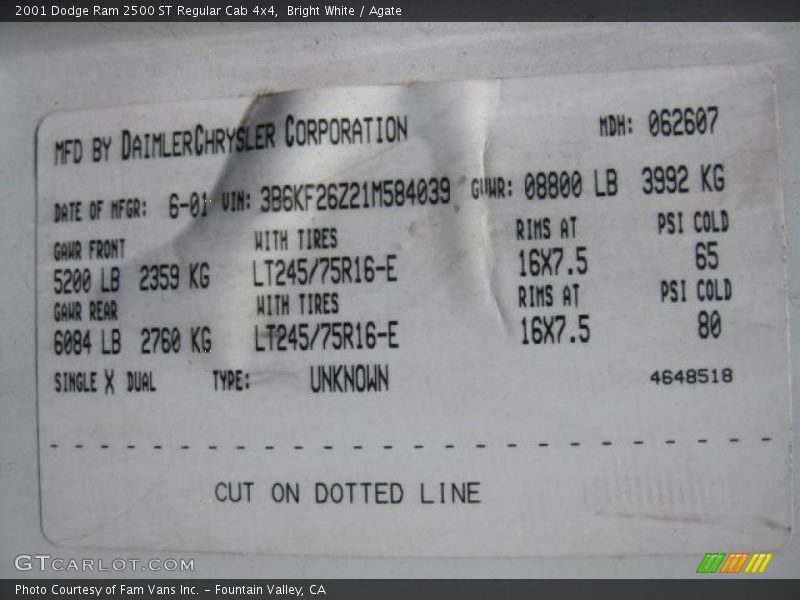 2001 Dodge Ram 2500 ST Regular Cab 4x4, Bright White / Agate
MFD BY DAIMLERCHRYSLER CORPORATION MDH: 062607
DATE OF MFGR: 6-01 VIN: 3B6KF26Z21M584039 GVWR: 08800 LB 3992 KG
GAWR FRONT WITH TIRES RIMS AT PSI COLD
5200 LB 2359 KG LT245/75R16-E 16X7.5 65
GAWR REAR WITH TIRES RIMS AT PSI COLD
6084 LB 2760 KG LT245/75R16-E 16X7.5 80
SINGLE X DUAL TYPE: UNKNOWN 4648518
CUT ON DOTTED LINE
GTCARLOT.COM
Photo Courtesy of Fam Vans Inc. – Fountain Valley, CA